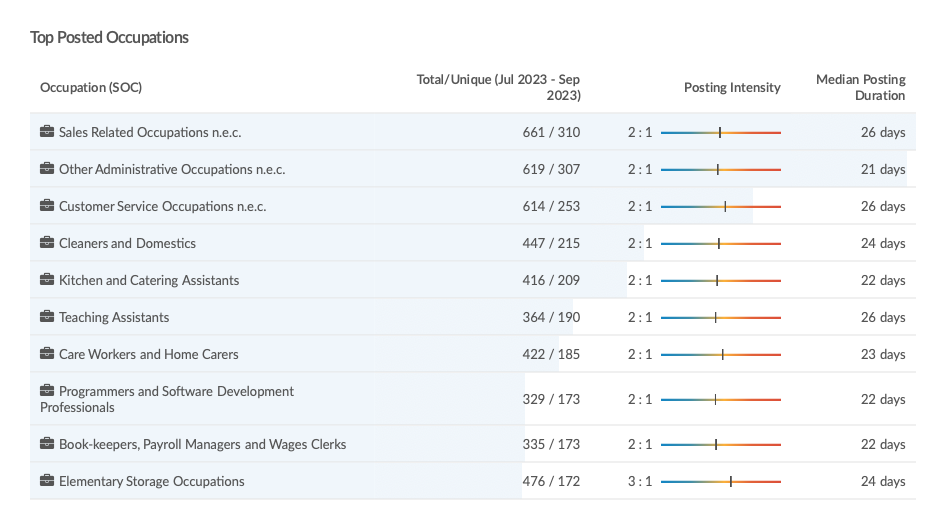 Top Posted Occupations
Occupation (SOC) Total/Unique (Jul 2023 - Sep 2023) Posting Intensity Median Posting Duration
Sales Related Occupations n.e.c. 661 / 310 2 : 1 26 days
Other Administrative Occupations n.e.c. 619 / 307 2 : 1 21 days
Customer Service Occupations n.e.c. 614 / 253 2 : 1 26 days
Cleaners and Domestics 447 / 215 2 : 1 24 days
Kitchen and Catering Assistants 416 / 209 2 : 1 22 days
Teaching Assistants 364 / 190 2 : 1 26 days
Care Workers and Home Carers 422 / 185 2 : 1 23 days
Programmers and Software Development Professionals 329 / 173 2 : 1 22 days
Book-keepers, Payroll Managers and Wages Clerks 335 / 173 2 : 1 22 days
Elementary Storage Occupations 476 / 172 3 : 1 24 days